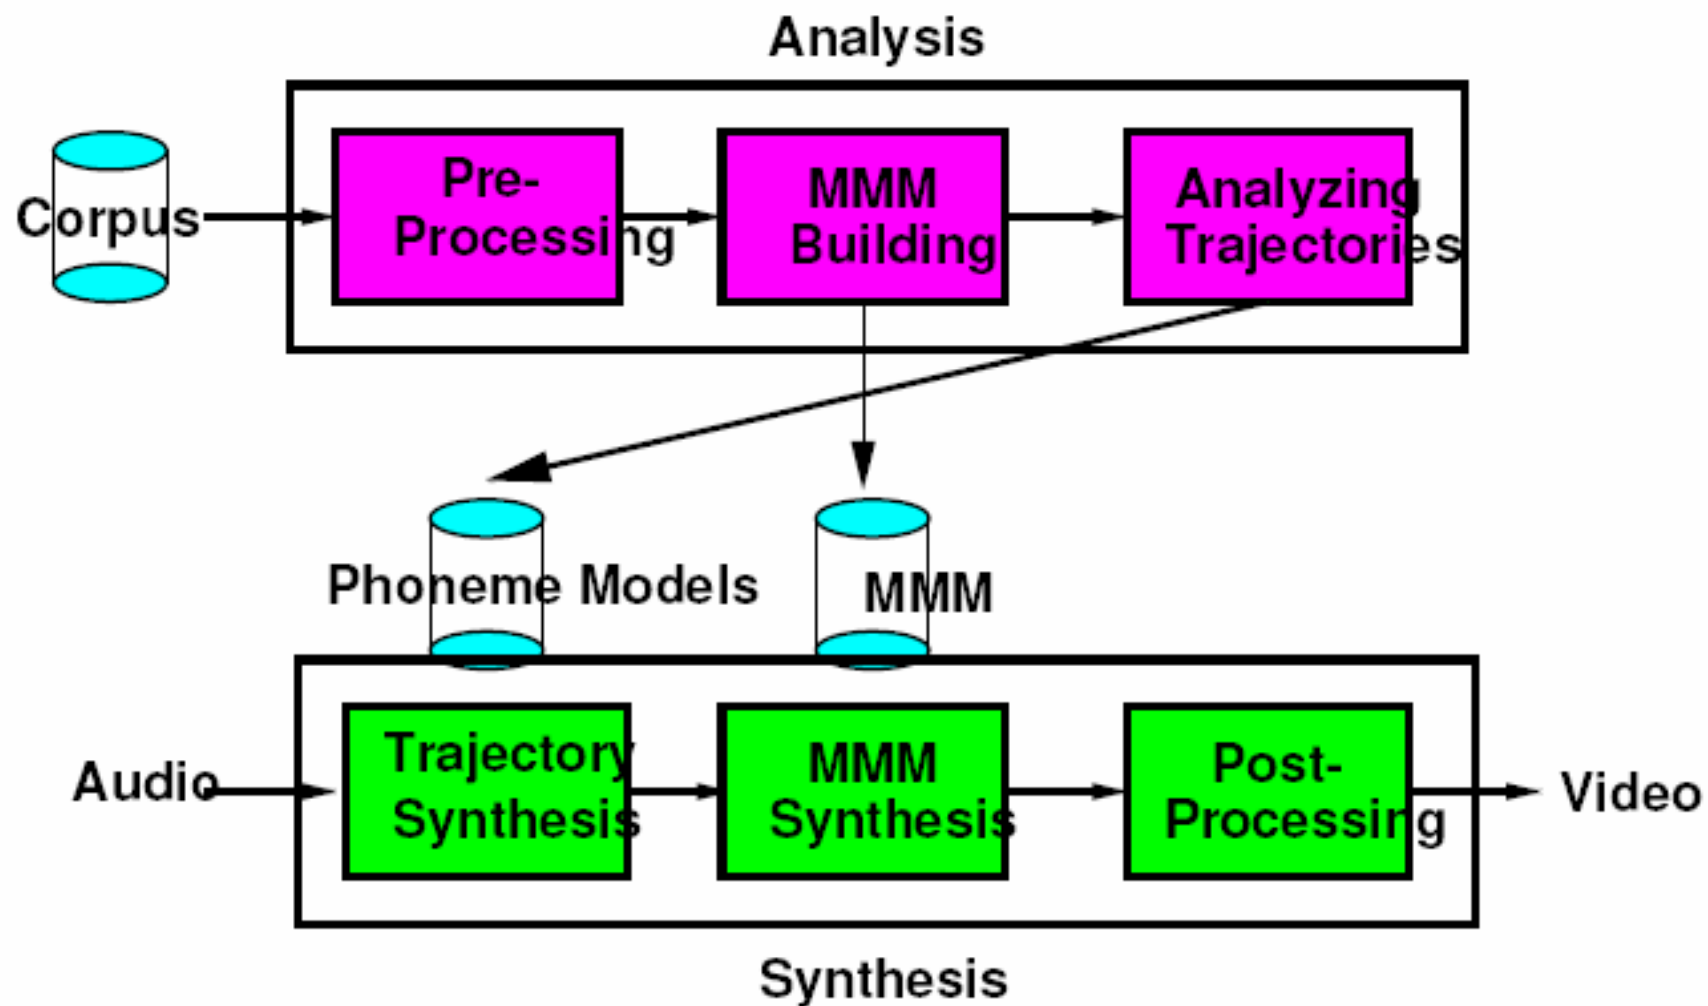 Analysis
Corpus
Pre-
Processing
MMM
Building
Analyzing
Trajectories
Phoneme Models
MMM
Audio
Trajectory
Synthesis
MMM
Synthesis
Post-
Processing
Video
Synthesis